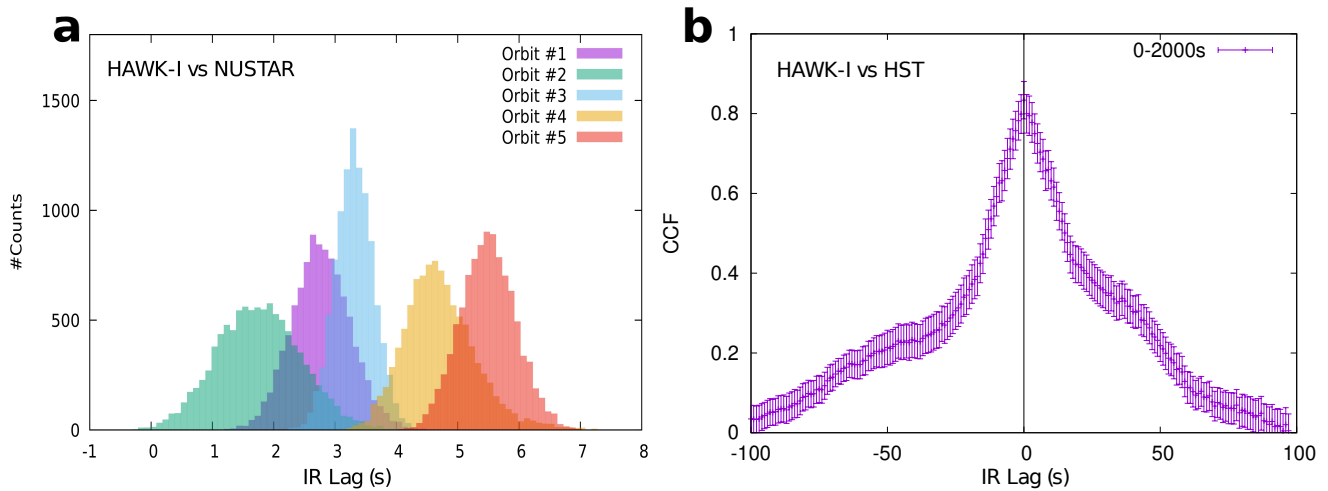 a
HAWK-I vs NUSTAR
Orbit #1
Orbit #2
Orbit #3
Orbit #4
Orbit #5
#Counts
1500
1000
500
0
-1 0 1 2 3 4 5 6 7 8
IR Lag (s)
b
HAWK-I vs HST
0-2000s
CCF
1
0.8
0.6
0.4
0.2
0
-100 -50 0 50 100
IR Lag (s)